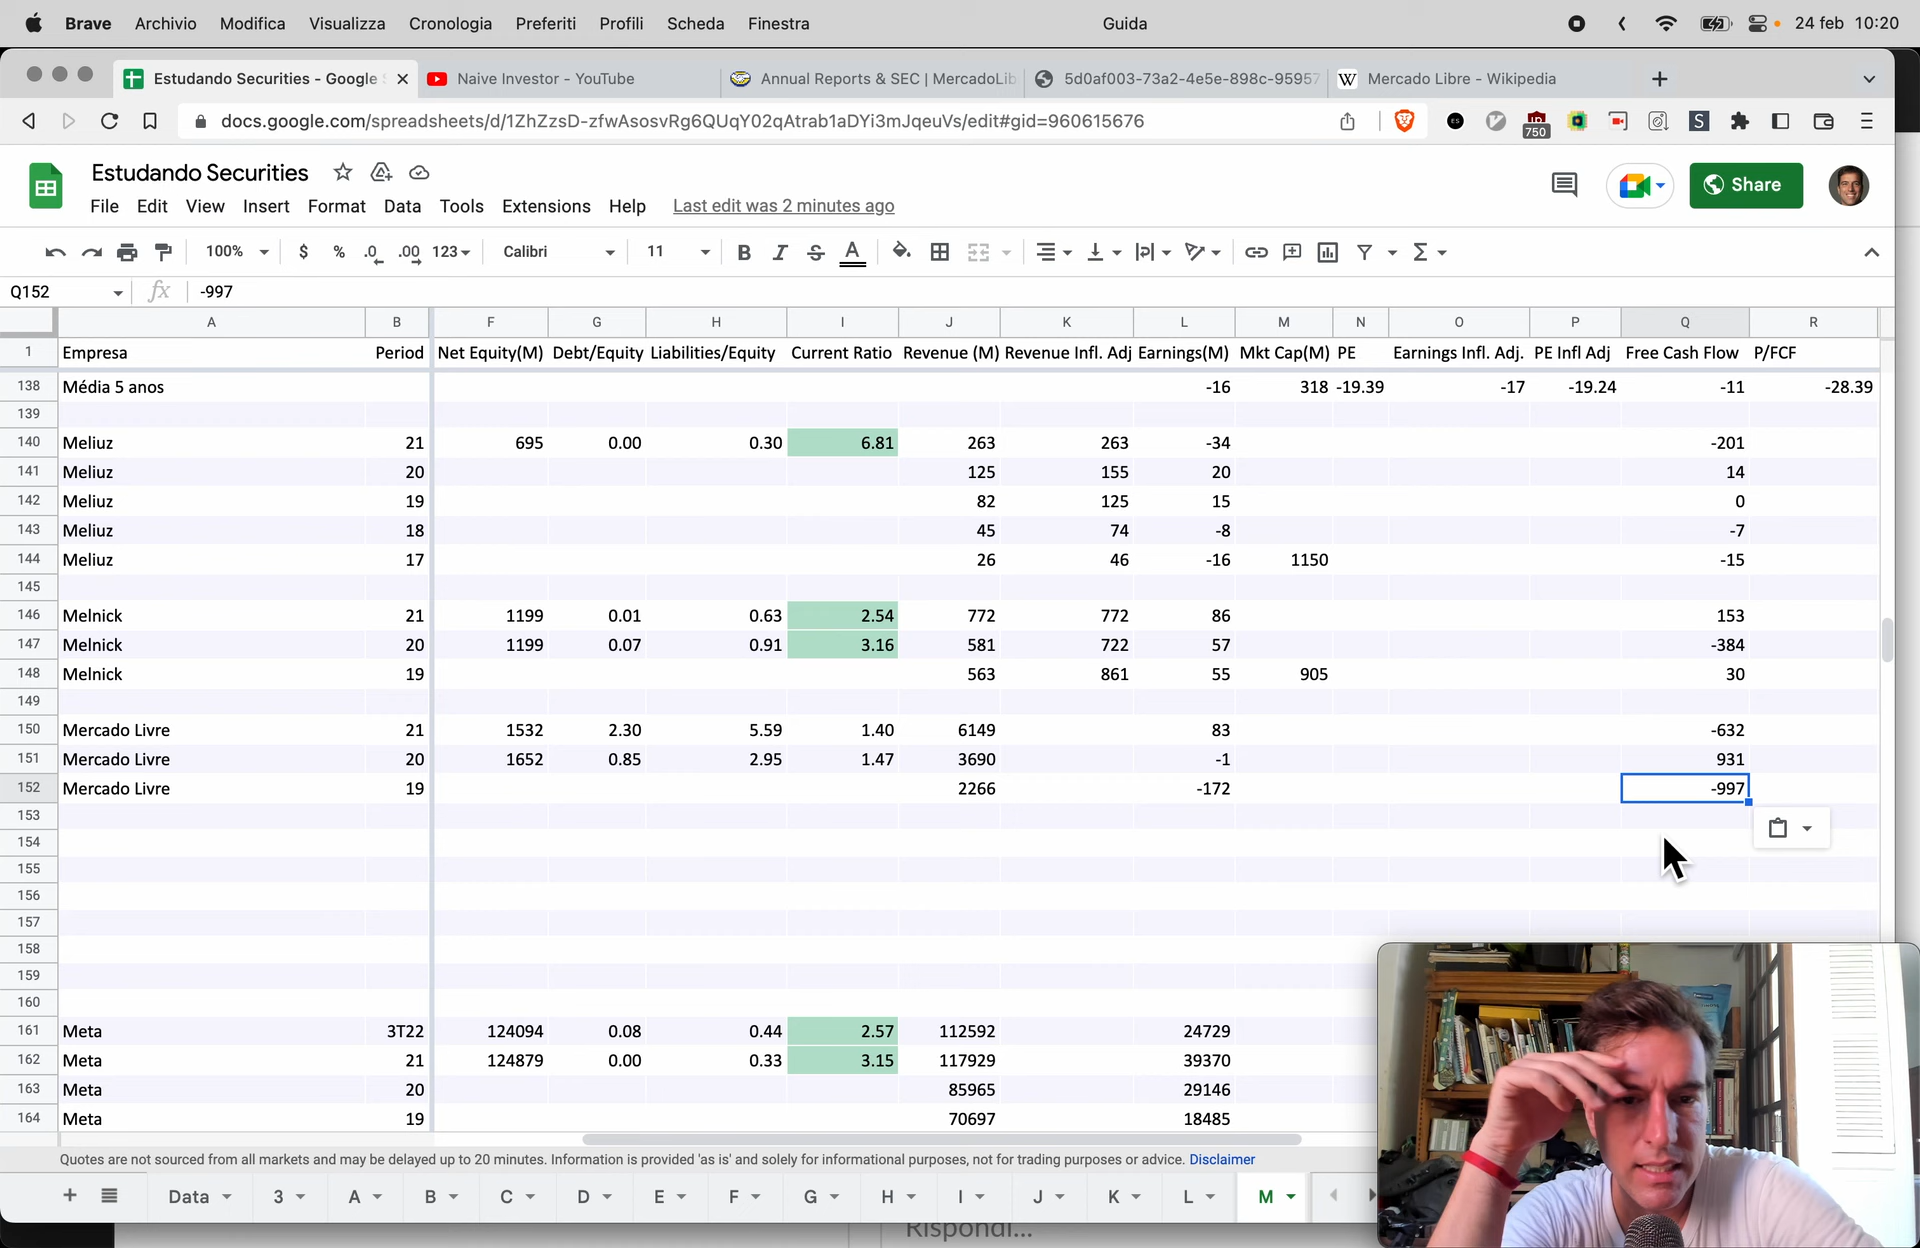 Brave Archivio Modifica Visualizza Cronologia Preferiti Profili Scheda Finestra Guida 24 feb 10:20
Estudando Securities - Google Naive Investor - YouTube Annual Reports & SEC | MercadoLib 5d0af003-73a2-4e5e-898c-95957 Mercado Libre - Wikipedia
docs.google.com/spreadsheets/d/1ZhZzsD-zfwAsosvRg6QUqY02qAtrab1aDYi3mJqeuVs/edit#gid=960615676 750
Estudando Securities Share
File Edit View Insert Format Data Tools Extensions Help Last edit was 2 minutes ago
100% $ % .0 .00 123 Calibri 11
Q152 fx -997
A B F G H I J K L M N O P Q R
1 Empresa Period Net Equity(M) Debt/Equity Liabilities/Equity Current Ratio Revenue (M) Revenue Infl. Adj Earnings(M) Mkt Cap(M) PE Earnings Infl. Adj. PE Infl Adj Free Cash Flow P/FCF
138 Média 5 anos -16 318 -19.39 -17 -19.24 -11 -28.39
139
140 Meliuz 21 695 0.00 0.30 6.81 263 263 -34 -201
141 Meliuz 20 125 155 20 14
142 Meliuz 19 82 125 15 0
143 Meliuz 18 45 74 -8 -7
144 Meliuz 17 26 46 -16 1150 -15
145
146 Melnick 21 1199 0.01 0.63 2.54 772 772 86 153
147 Melnick 20 1199 0.07 0.91 3.16 581 722 57 -384
148 Melnick 19 563 861 55 905 30
149
150 Mercado Livre 21 1532 2.30 5.59 1.40 6149 83 -632
151 Mercado Livre 20 1652 0.85 2.95 1.47 3690 -1 931
152 Mercado Livre 19 2266 -172 -997
153
154
155
156
157
158
159
160
161 Meta 3T22 124094 0.08 0.44 2.57 112592 24729
162 Meta 21 124879 0.00 0.33 3.15 117929 39370
163 Meta 20 85965 29146
164 Meta 19 70697 18485
Quotes are not sourced from all markets and may be delayed up to 20 minutes. Information is provided 'as is' and solely for informational purposes, not for trading purposes or advice. Disclaimer
Data 3 A B C D E F G H I J K L M
Rispondi...